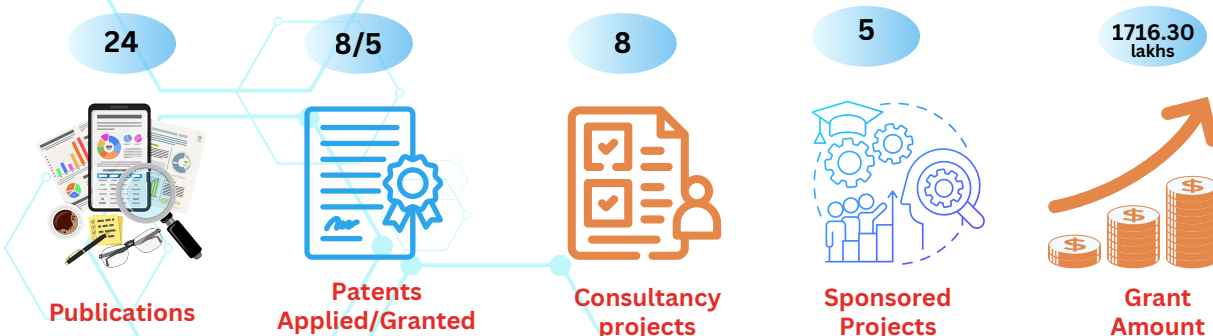 24
8/5
8
5
1716.30
lakhs
Publications
Patents
Applied/Granted
Consultancy
projects
Sponsored
Projects
Grant
Amount